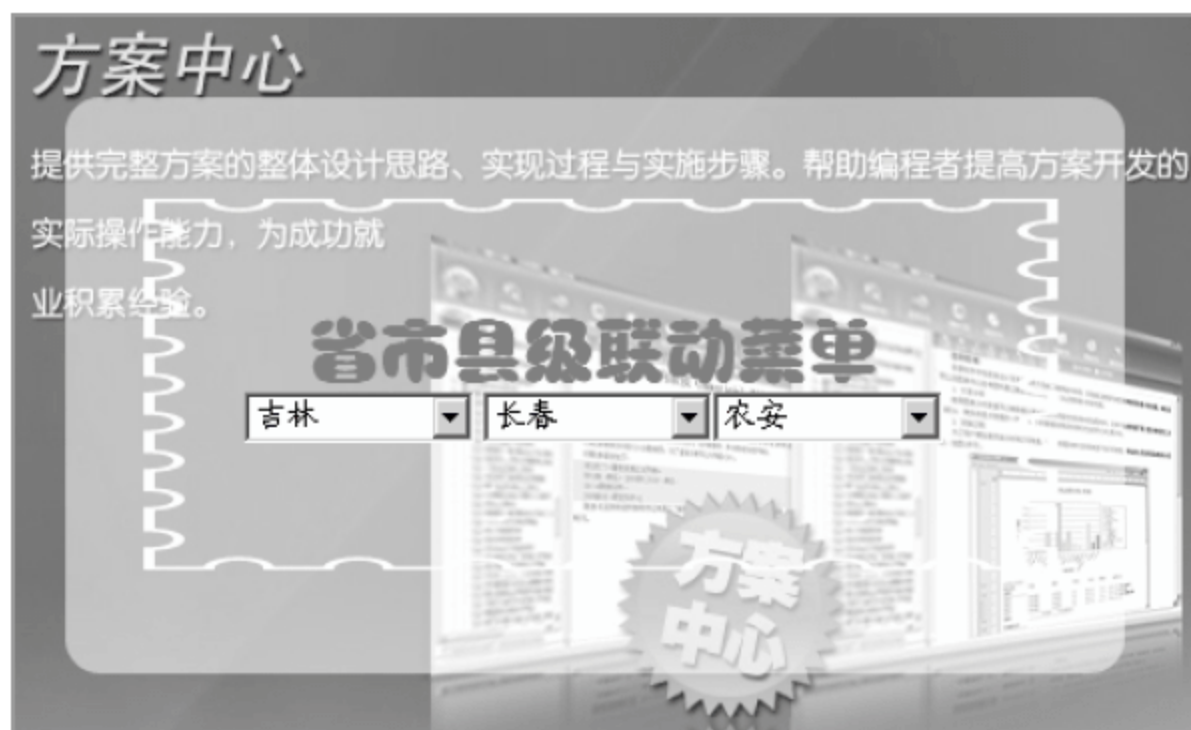 方案中心
提供完整方案的整体设计思路、实现过程与实施步骤。帮助编程者提高方案开发的
实际操作能力，为成功就
业积累经验。
省市县级联动菜单
吉林
长春
农安
方案
中心